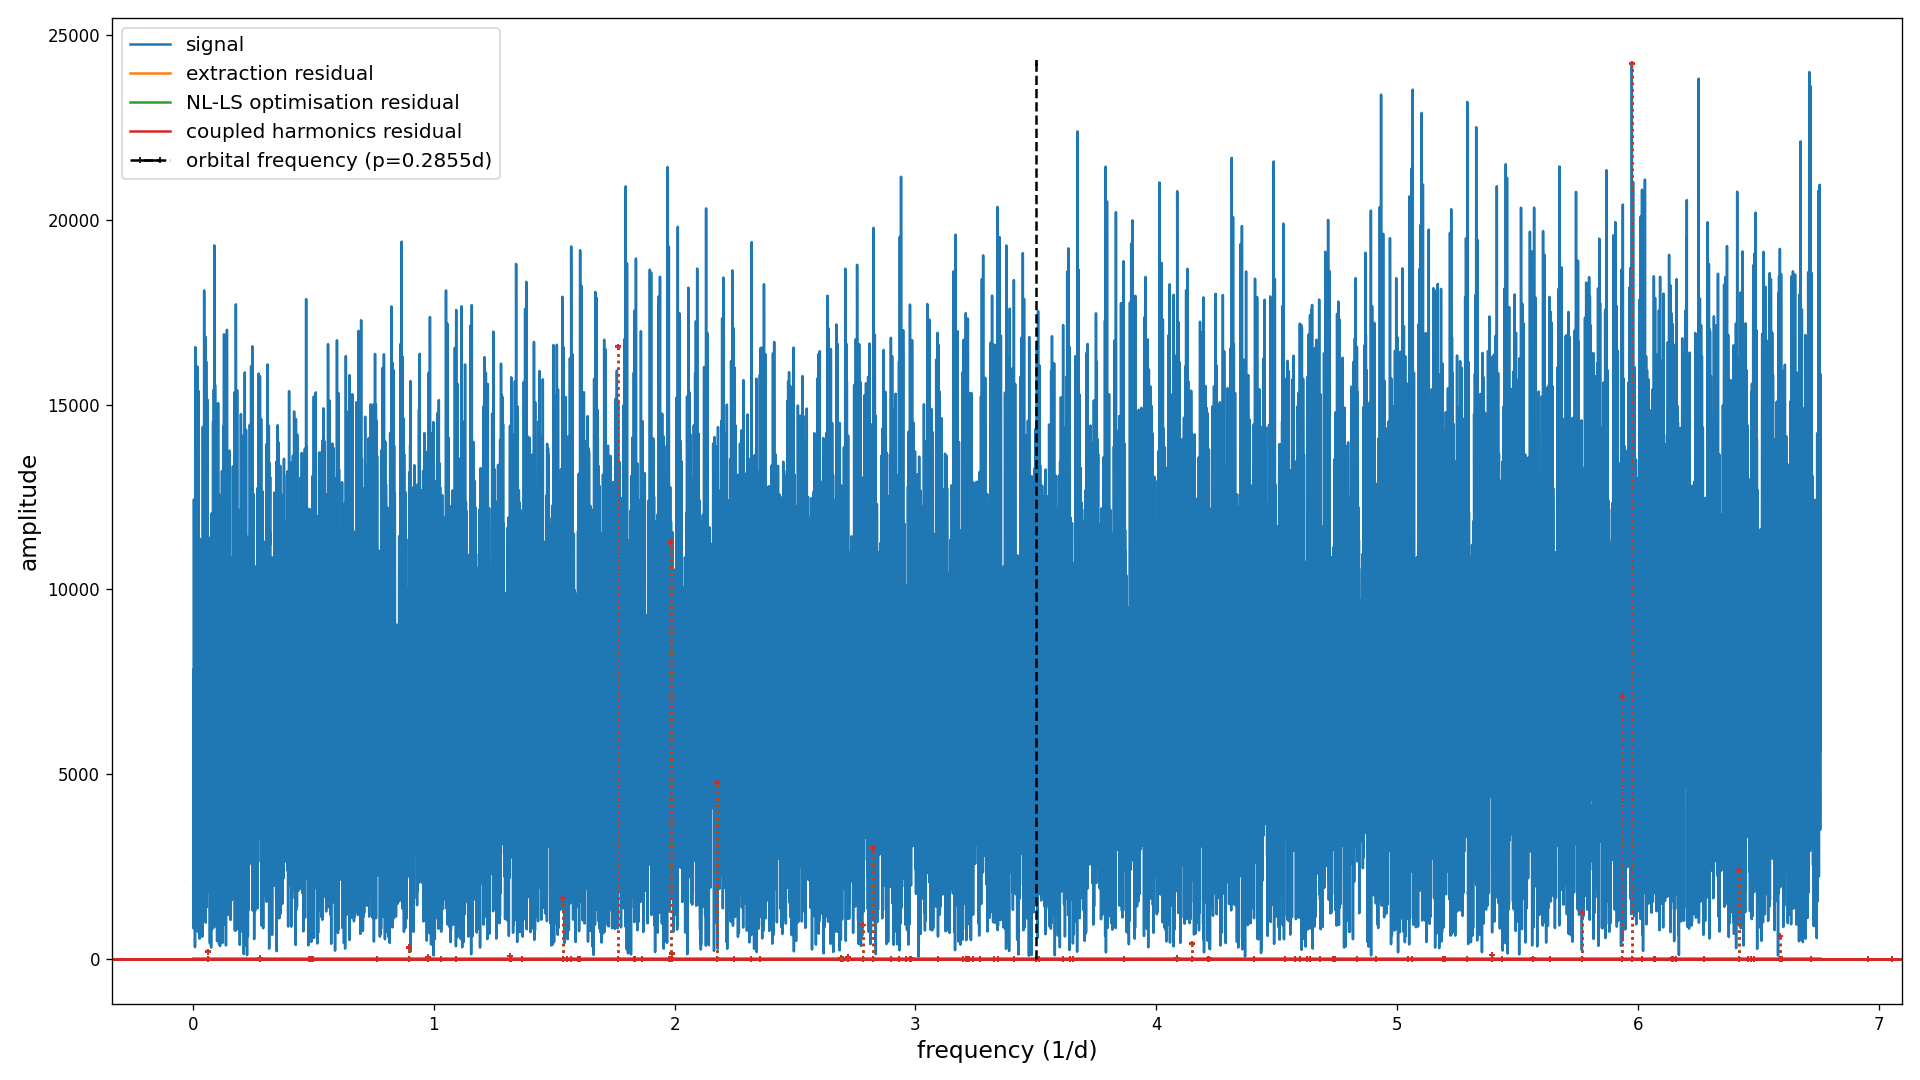 25000
20000
15000
10000
5000
0
amplitude
signal
extraction residual
NL-LS optimisation residual
coupled harmonics residual
orbital frequency (p=0.2855d)
0 1 2 3 4 5 6 7
frequency (1/d)